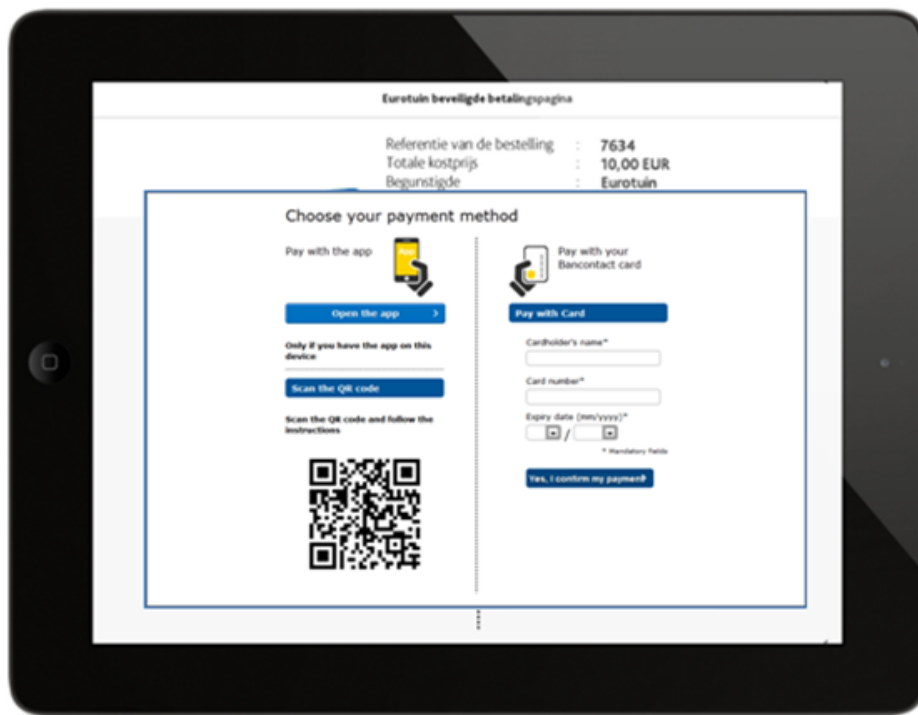 Eurotuin beveiligde betalingspagina
Referentie van de bestelling : 7634
Totale kostprijs : 10,00 EUR
Begunstigde : Eurotuin
Choose your payment method
Pay with the app
App
Open the app
Only if you have the app on this
device
Scan the QR code
Scan the QR code and follow the
instructions
Pay with your
Bancontact card
Pay with Card
Cardholder's name*
Card number*
Expiry date (mm/yyyy)*
/
* Mandatory fields
Yes, I confirm my payment